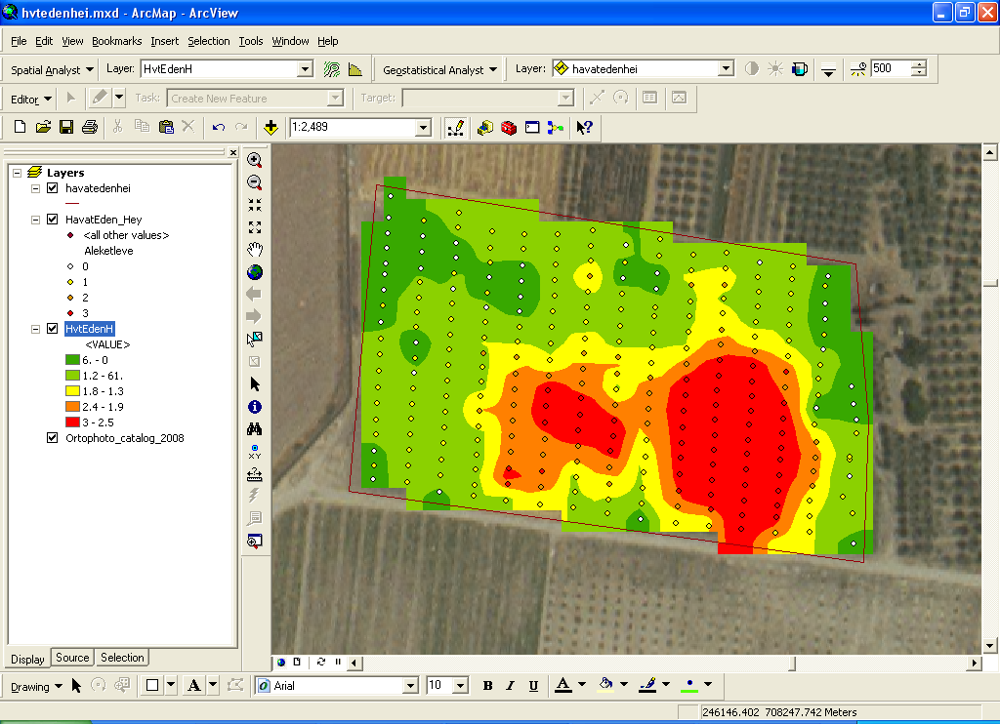 hvtedenhei.mxd - ArcMap - ArcView
File Edit View Bookmarks Insert Selection Tools Window Help
Spatial Analyst Layer: HvtEdenH Geostatistical Analyst Layer: havatedenhei 500
Editor Task: Create New Feature Target:
1:2,489
Layers
havatedenhei
HavatEden_Hey
<all other values>
Aleketleve
0
1
2
3
HvtEdenH
<VALUE>
6. - 0
1.2 - 61.
1.8 - 1.3
2.4 - 1.9
3 - 2.5
Ortophoto_catalog_2008
XY
Display Source Selection
Drawing A Arial 10 B I U A
246146.402 708247.742 Meters